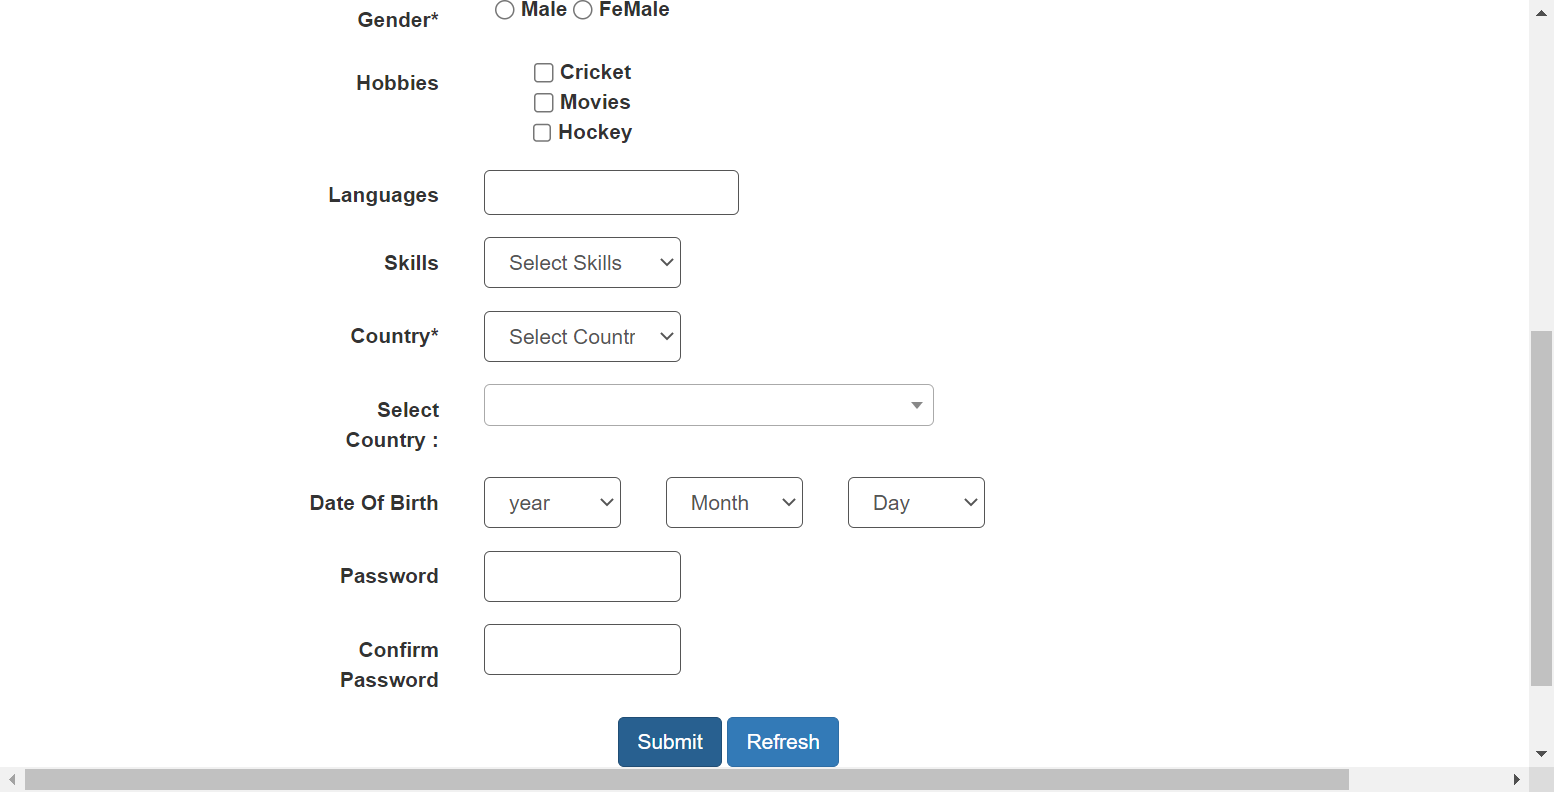 Gender* Male FeMale
Hobbies Cricket
Movies
Hockey
Languages
Skills Select Skills
Country* Select Countr
Select
Country :
Date Of Birth year Month Day
Password
Confirm
Password
Submit Refresh